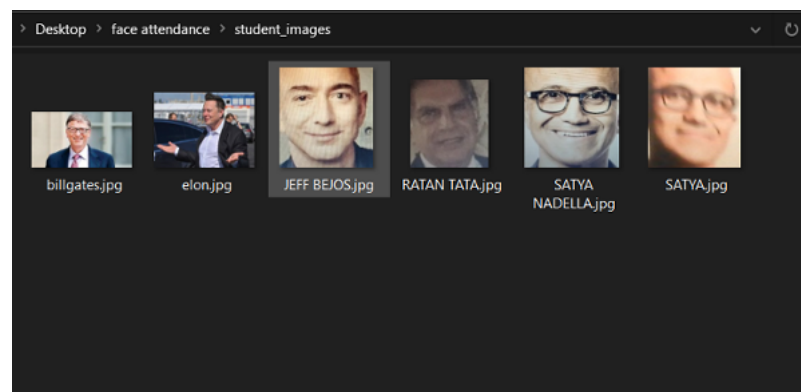 Desktop > face attendance > student_images
billgates.jpg
elon.jpg
JEFF BEJOS.jpg
RATAN TATA.jpg
SATYA
NADELLA.jpg
SATYA.jpg